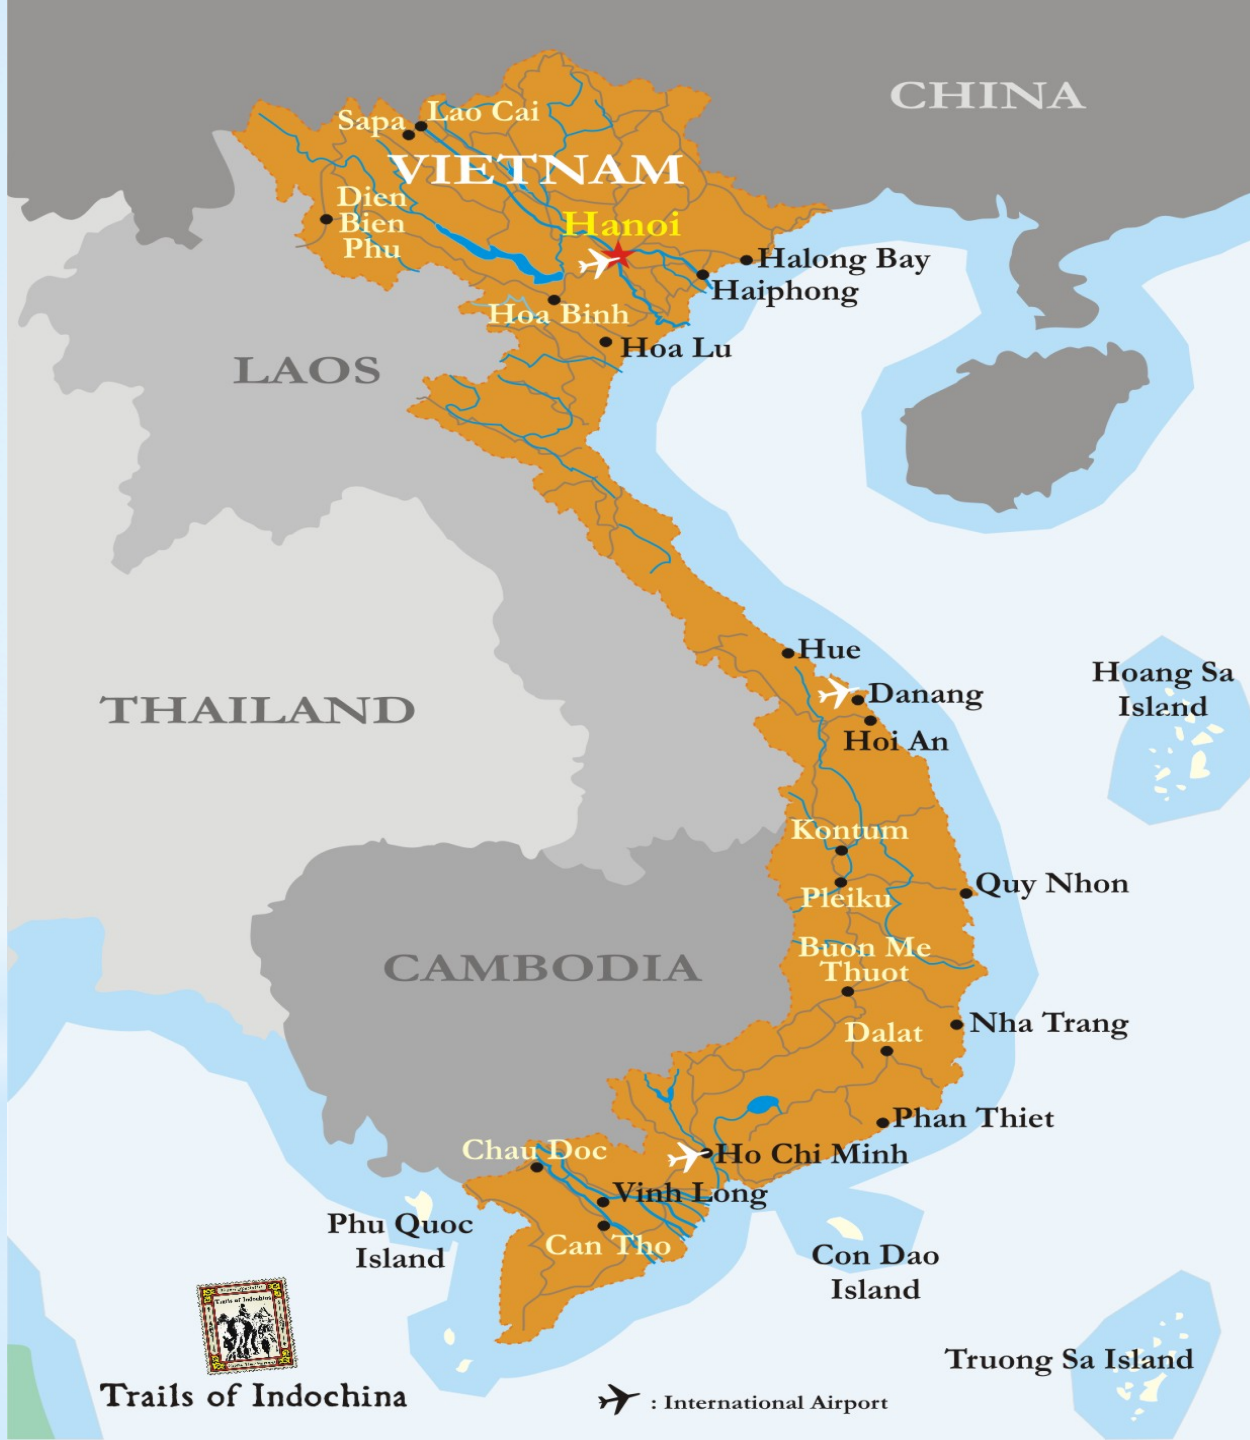 CHINA
Lao Cai
Sapa
VIETNAM
Dien
Bien
Phu
Hanoi
Halong Bay
Haiphong
Hoa Binh
Hoa Lu
LAOS
Hue
Hoang Sa
Island
Danang
THAILAND
Hoi An
Kontum
Quy Nhon
Pleiku
Buon Me
Thuot
CAMBODIA
Nha Trang
Dalat
Phan Thiet
Chau Doc
Ho Chi Minh
Vinh Long
Phu Quoc
Island
Can Tho
Con Dao
Island
Trails of Indochina
Truong Sa Island
Trails of Indochina
: International Airport